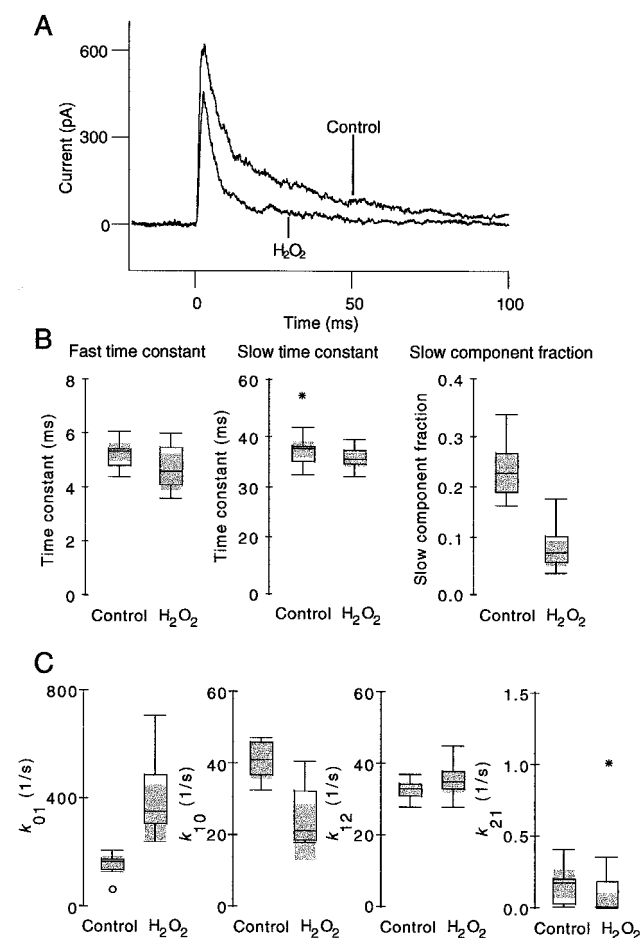 A
600
300
0
Current (pA)
Control
H2O2
0
50
100
Time (ms)
B
Fast time constant
Slow time constant
Slow component fraction
8
6
4
2
0
Time constant (ms)
Control H2O2
60
40
30
20
0
Time constant (ms)
Control H2O2
0.4
0.3
0.2
0.1
0.0
Slow component fraction
Control H2O2
C
800
400
0
k01 (1/s)
Control H2O2
60
40
20
0
k10 (1/s)
Control H2O2
60
40
20
0
k12 (1/s)
Control H2O2
1.5
1.0
0.5
0.0
k21 (1/s)
Control H2O2